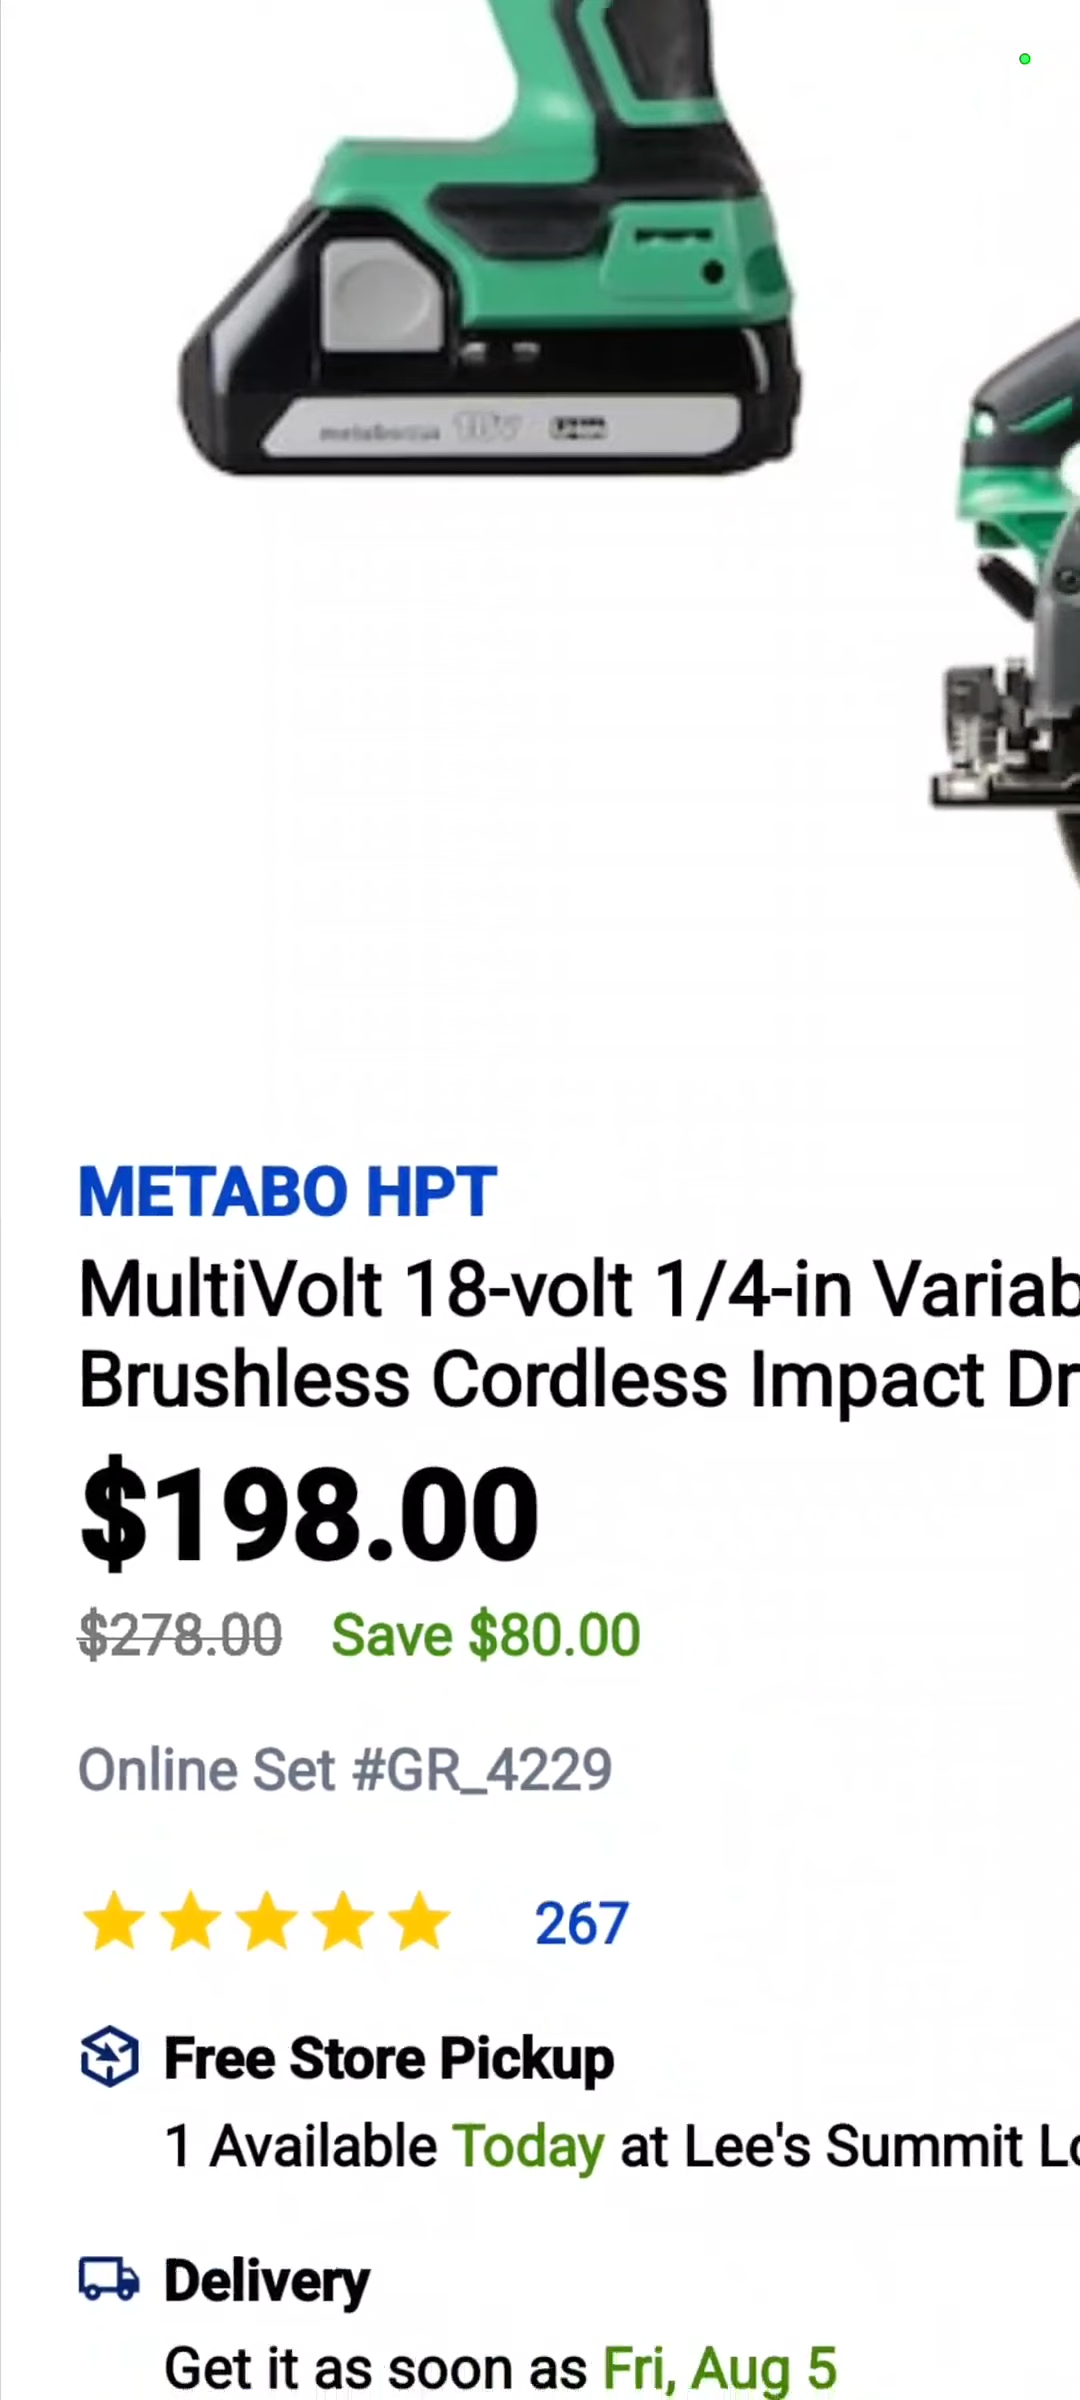 18V
METABO HPT
MultiVolt 18-volt 1/4-in Variab
Brushless Cordless Impact Dr
$198.00
$278.00 Save $80.00
Online Set #GR_4229
267
Free Store Pickup
1 Available Today at Lee's Summit Lo
Delivery
Get it as soon as Fri, Aug 5